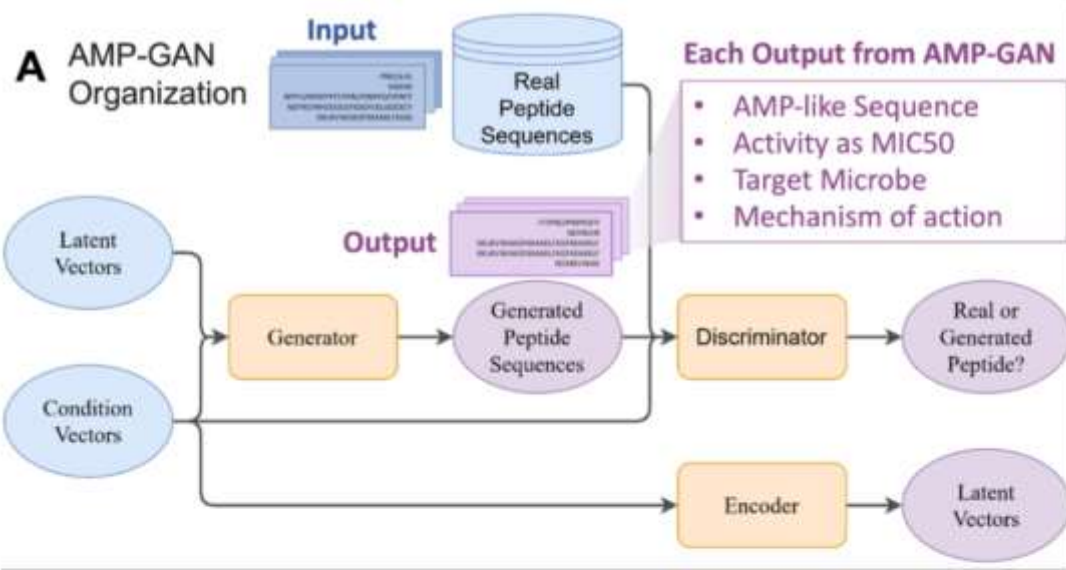 A
AMP-GAN
Organization
Input
Real
Peptide
Sequences
Each Output from AMP-GAN
• AMP-like Sequence
• Activity as MIC50
• Target Microbe
• Mechanism of action
Output
Latent
Vectors
Generator
Generated
Peptide
Sequences
Discriminator
Real or
Generated
Peptide?
Condition
Vectors
Encoder
Latent
Vectors